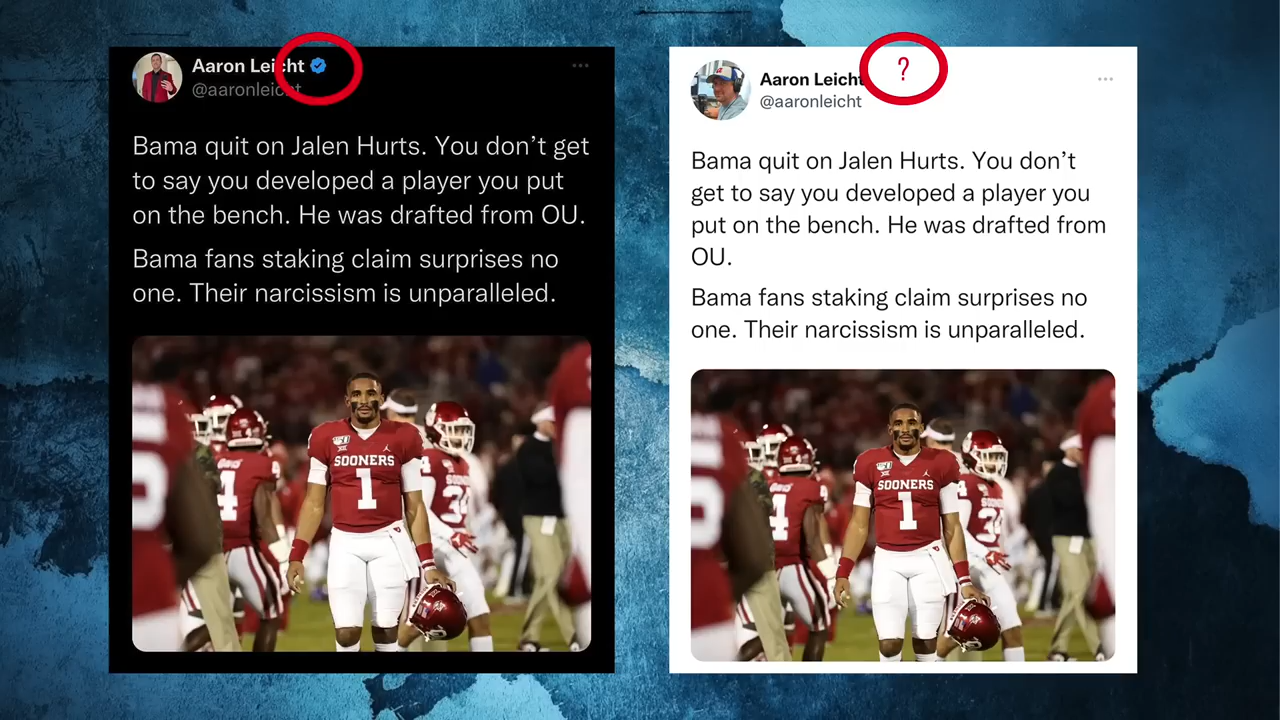 Aaron Leicht
@aaronleicht
Bama quit on Jalen Hurts. You don’t get
to say you developed a player you put
on the bench. He was drafted from OU.
Bama fans staking claim surprises no
one. Their narcissism is unparalleled.
SOONERS
1
4
?
Aaron Leicht
@aaronleicht
Bama quit on Jalen Hurts. You don’t
get to say you developed a player you
put on the bench. He was drafted from
OU.
Bama fans staking claim surprises no
one. Their narcissism is unparalleled.
SOONERS
1
4